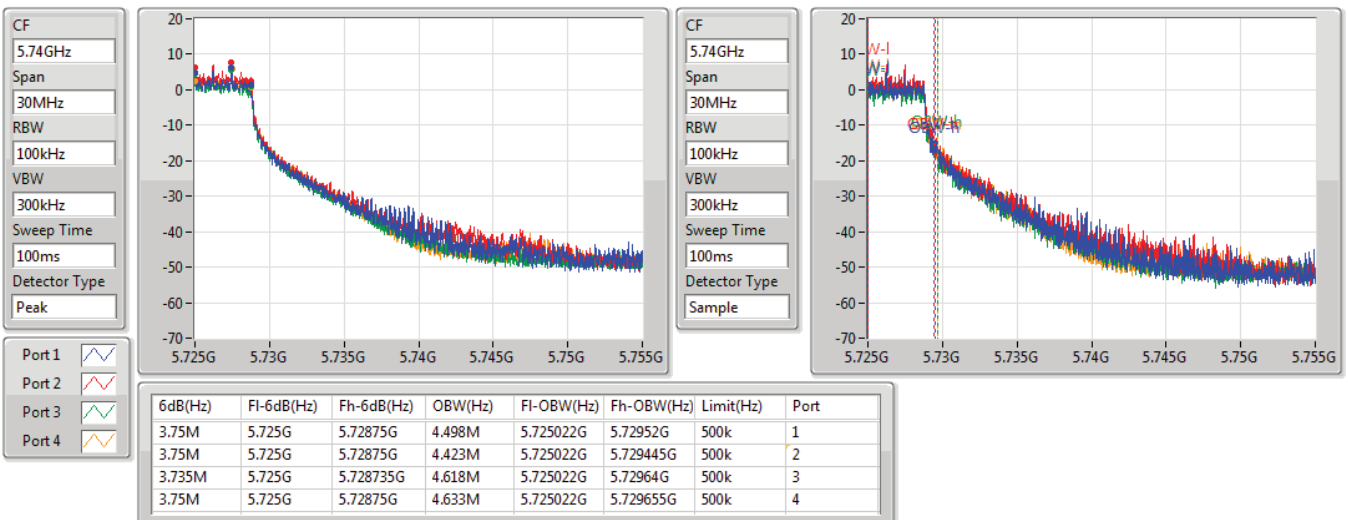 CF
5.74GHz
Span
30MHz
RBW
100kHz
VBW
300kHz
Sweep Time
100ms
Detector Type
Peak
20
10
0
-10
-20
-30
-40
-50
-60
-70
5.725G 5.73G 5.735G 5.74G 5.745G 5.75G 5.755G
CF
5.74GHz
Span
30MHz
RBW
100kHz
VBW
300kHz
Sweep Time
100ms
Detector Type
Sample
20
10
0
-10
-20
-30
-40
-50
-60
-70
5.725G 5.73G 5.735G 5.74G 5.745G 5.75G 5.755G
Port 1
Port 2
Port 3
Port 4
6dB(Hz) Fl-6dB(Hz) Fh-6dB(Hz) OBW(Hz) Fl-OBW(Hz) Fh-OBW(Hz) Limit(Hz) Port
3.75M 5.725G 5.72875G 4.498M 5.725022G 5.72952G 500k 1
3.75M 5.725G 5.72875G 4.423M 5.725022G 5.729445G 500k 2
3.735M 5.725G 5.728735G 4.618M 5.725022G 5.72964G 500k 3
3.75M 5.725G 5.72875G 4.633M 5.725022G 5.729655G 500k 4